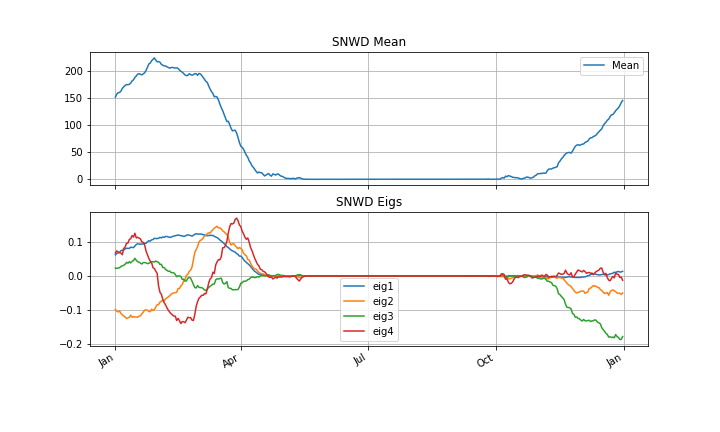 SNWD Mean
200
150
100
50
0
Mean
SNWD Eigs
0.1
0.0
−0.1
−0.2
eig1
eig2
eig3
eig4
Jan
Apr
Jul
Oct
Jan